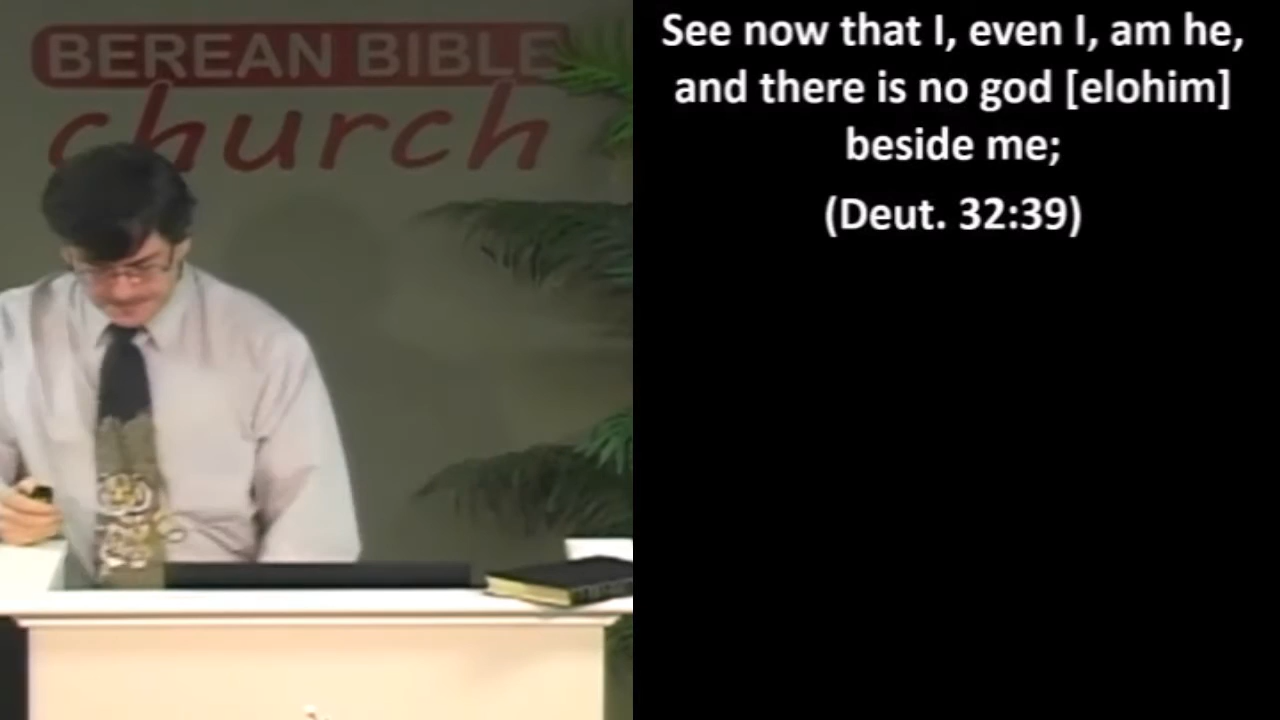 BEREAN BIBLE
church
See now that I, even I, am he,
and there is no god [elohim]
beside me;
(Deut. 32:39)